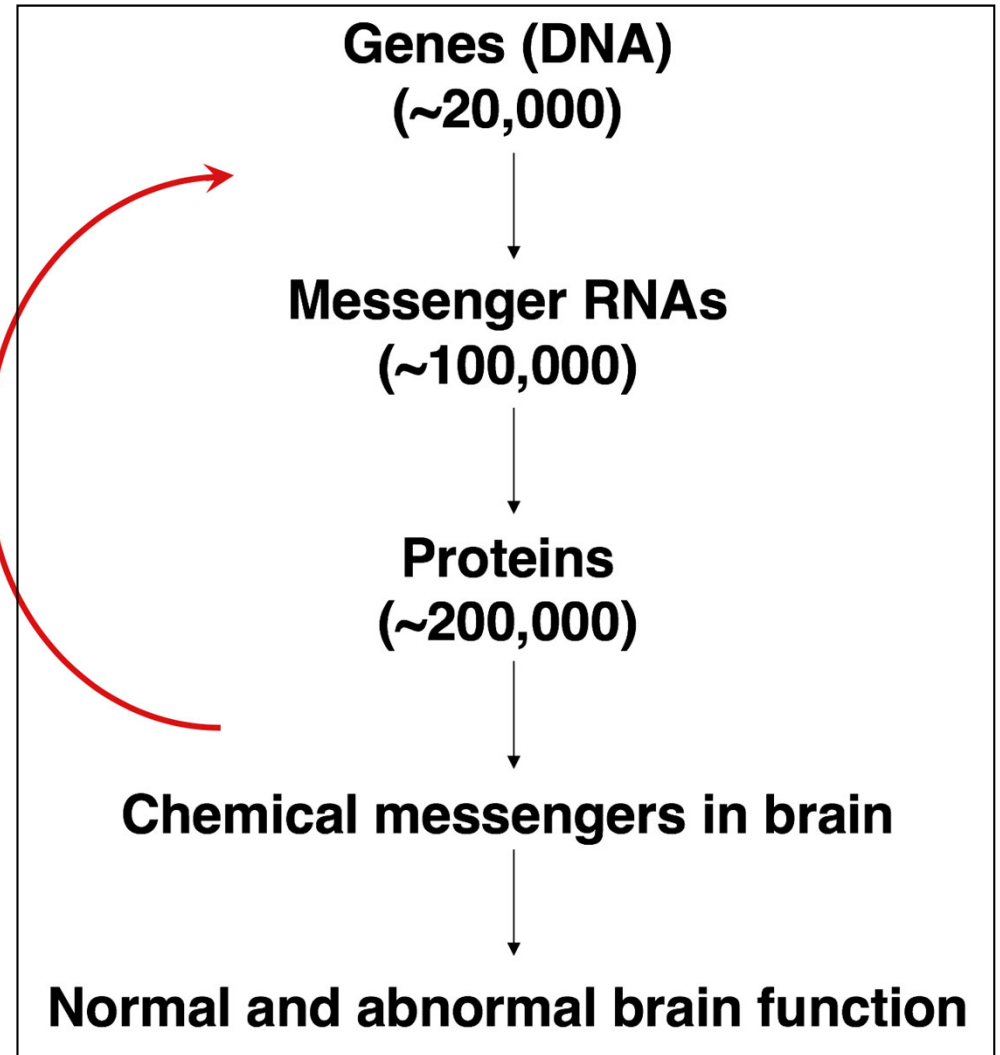 Genes (DNA)
(~20,000)
Messenger RNAs
(~100,000)
Proteins
(~200,000)
Chemical messengers in brain
Normal and abnormal brain function